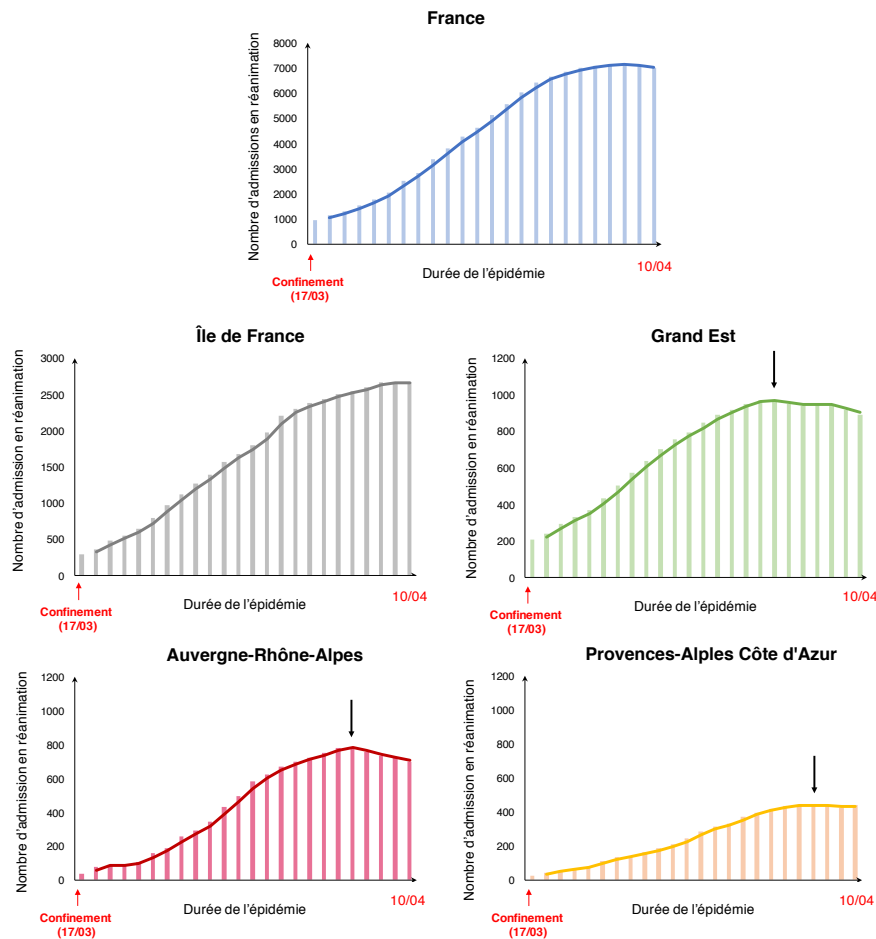 France
Nombre d'admissions en réanimation
8000
7000
6000
5000
4000
3000
2000
1000
0
Confinement
(17/03)
Durée de l'épidémie
10/04
Île de France
Nombre d'admission en réanimation
3000
2500
2000
1500
1000
500
0
Confinement
(17/03)
Durée de l'épidémie
10/04
Grand Est
Nombre d'admission en réanimation
1200
1000
800
600
400
200
0
Confinement
(17/03)
Durée de l'épidémie
10/04
Auvergne-Rhône-Alpes
Nombre d'admission en réanimation
1200
1000
800
600
400
200
0
Confinement
(17/03)
Durée de l'épidémie
10/04
Provences-Alples Côte d'Azur
Nombre d'admission en réanimation
1200
1000
800
600
400
200
0
Confinement
(17/03)
Durée de l'épidémie
10/04